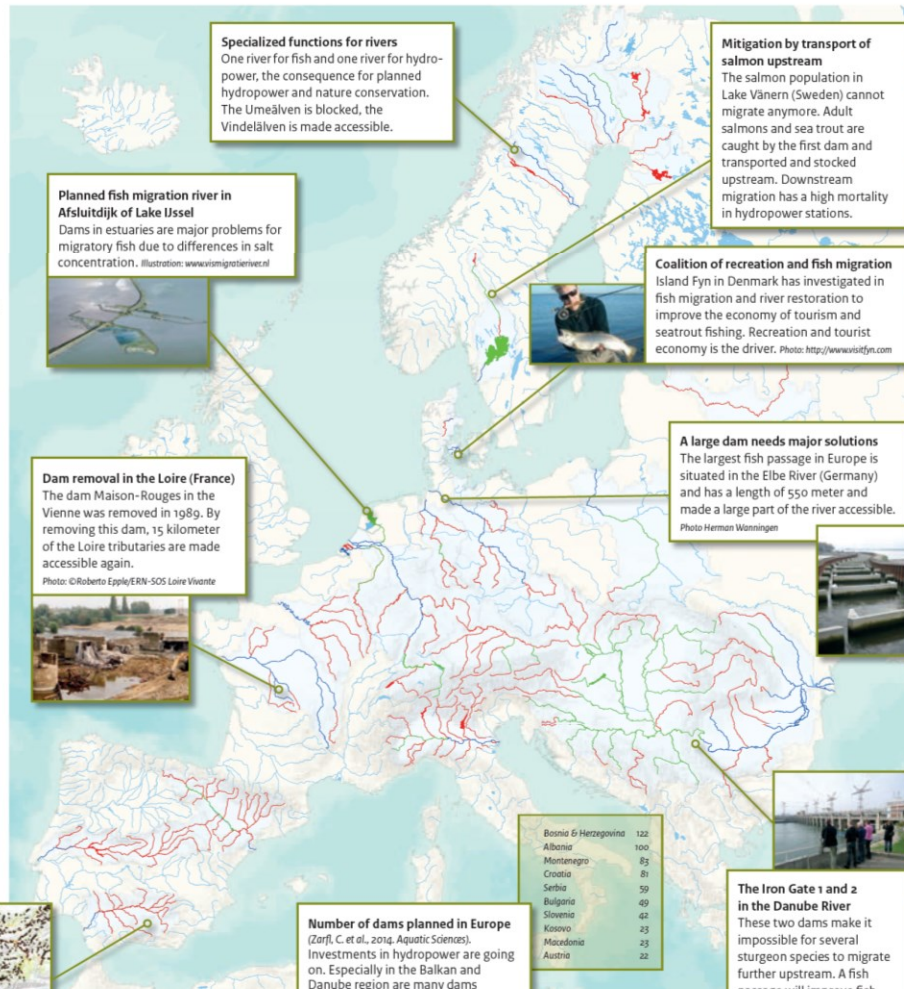 Specialized functions for rivers
One river for fish and one river for hydro-
power, the consequence for planned
hydropower and nature conservation.
The Umeälven is blocked, the
Vindelälven is made accessible.
Mitigation by transport of
salmon upstream
The salmon population in
Lake Vänern (Sweden) cannot
migrate anymore. Adult
salmons and sea trout are
caught by the first dam and
transported and stocked
upstream. Downstream
migration has a high mortality
in hydropower stations.
Planned fish migration river in
Afsluitdijk of Lake IJssel
Dams in estuaries are major problems for
migratory fish due to differences in salt
concentration. Illustration: www.vismigratierivier.nl
Coalition of recreation and fish migration
Island Fyn in Denmark has investigated in
fish migration and river restoration to
improve the economy of tourism and
seatrout fishing. Recreation and tourist
economy is the driver. Photo: http://www.visitfyn.com
A large dam needs major solutions
The largest fish passage in Europe is
situated in the Elbe River (Germany)
and has a length of 550 meter and
made a large part of the river accessible.
Photo Herman Wanningen
Dam removal in the Loire (France)
The dam Maison-Rouges in the
Vienne was removed in 1989. By
removing this dam, 15 kilometer
of the Loire tributaries are made
accessible again.
Photo: ©Roberto Epple/ERN-SOS Loire Vivante
Bosnia & Herzegovina 122
Albania 100
Montenegro 83
Croatia 81
Serbia 59
Bulgaria 49
Slovenia 42
Kosovo 23
Macedonia 23
Austria 22
The Iron Gate 1 and 2
in the Danube River
These two dams make it
impossible for several
sturgeon species to migrate
further upstream. A fish
passage will improve fish
Number of dams planned in Europe
(Zarfl, C. et al., 2014. Aquatic Sciences).
Investments in hydropower are going
on. Especially in the Balkan and
Danube region are many dams